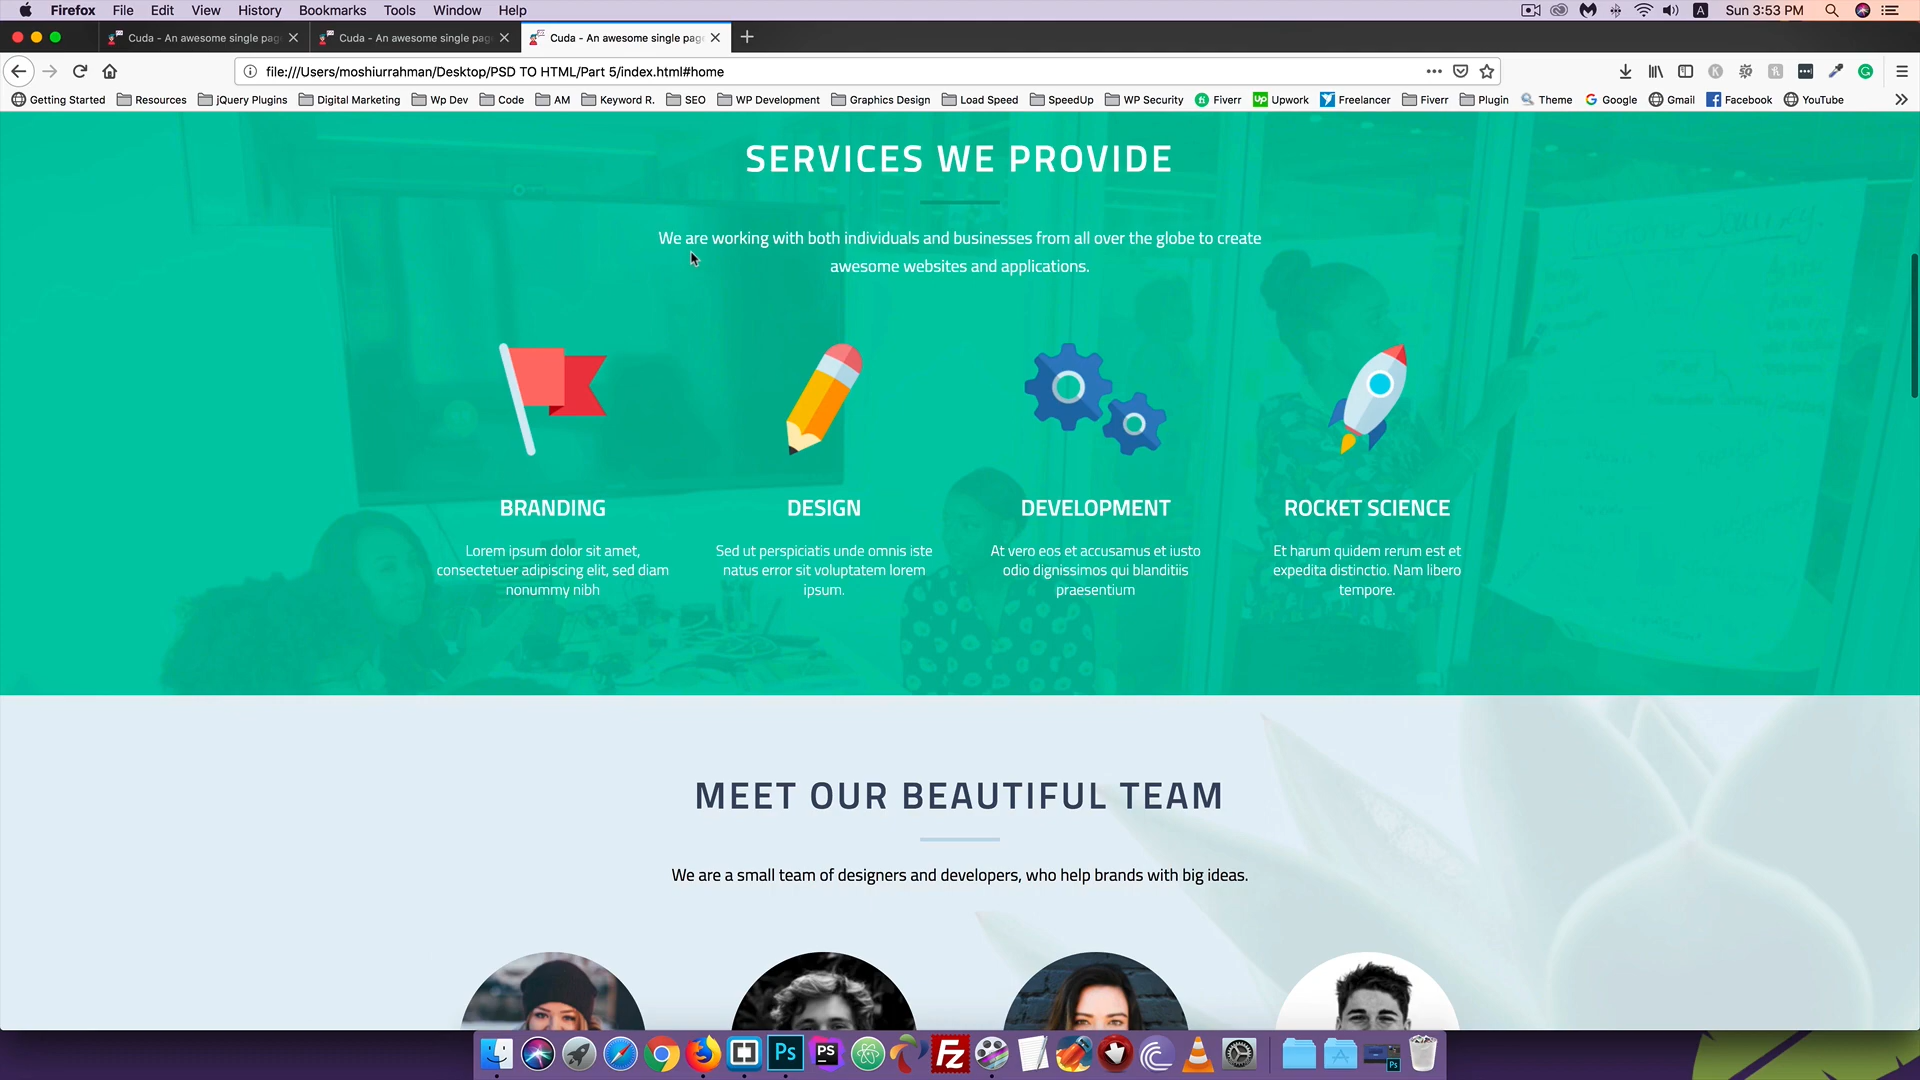 Firefox File Edit View History Bookmarks Tools Window Help
A Sun 3:53 PM
Cuda - An awesome single pag Cuda - An awesome single pag Cuda - An awesome single pag
file:///Users/moshiurrahman/Desktop/PSD TO HTML/Part 5/index.html#home
Getting Started Resources jQuery Plugins Digital Marketing Wp Dev Code AM Keyword R. SEO WP Development Graphics Design Load Speed SpeedUp WP Security Fiverr Upwork Freelancer Fiverr Plugin Theme Google Gmail Facebook YouTube
SERVICES WE PROVIDE
We are working with both individuals and businesses from all over the globe to create
awesome websites and applications.
BRANDING
Lorem ipsum dolor sit amet,
consectetuer adipiscing elit, sed diam
nonummy nibh
DESIGN
Sed ut perspiciatis unde omnis iste
natus error sit voluptatem lorem
ipsum.
DEVELOPMENT
At vero eos et accusamus et iusto
odio dignissimos qui blanditiis
praesentium
ROCKET SCIENCE
Et harum quidem rerum est et
expedita distinctio. Nam libero
tempore.
MEET OUR BEAUTIFUL TEAM
We are a small team of designers and developers, who help brands with big ideas.
Ps PS Fz